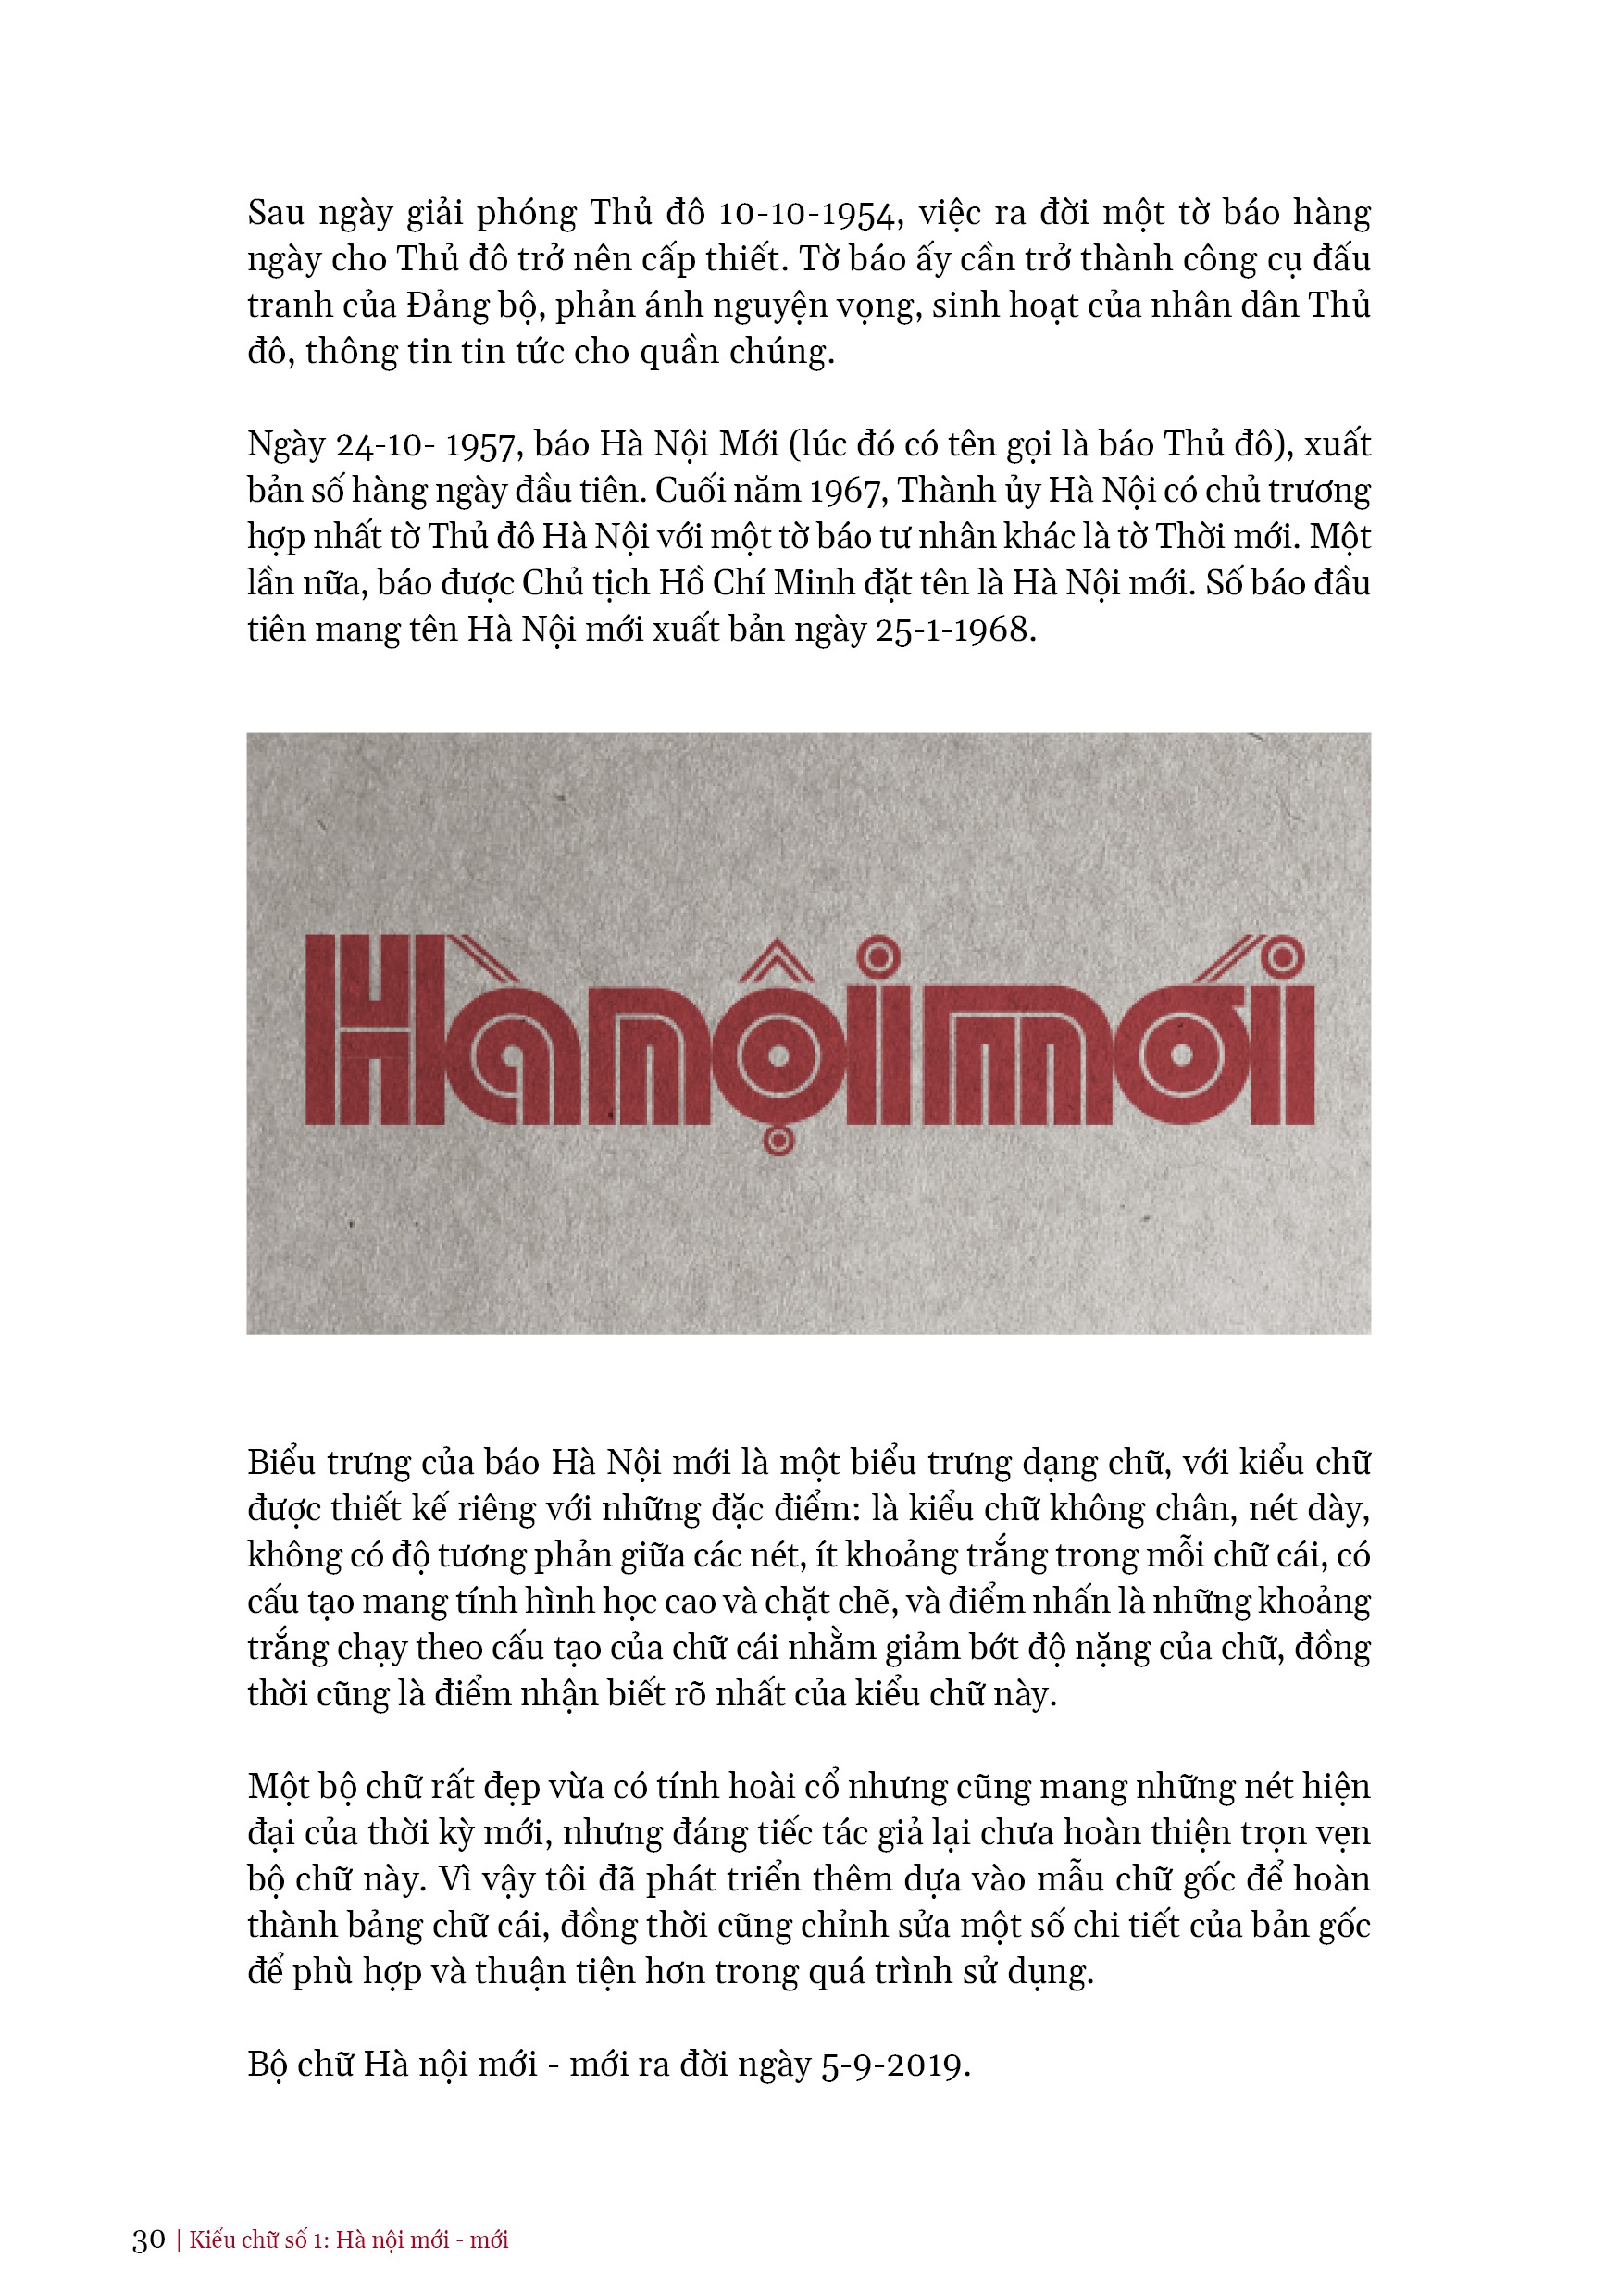 Sau ngày giải phóng Thủ đô 10-10-1954, việc ra đời một tờ báo hàng
ngày cho Thủ đô trở nên cấp thiết. Tờ báo ấy cần trở thành công cụ đấu
tranh của Đảng bộ, phản ánh nguyện vọng, sinh hoạt của nhân dân Thủ
đô, thông tin tin tức cho quần chúng.
Ngày 24-10- 1957, báo Hà Nội Mới (lúc đó có tên gọi là báo Thủ đô), xuất
bản số hàng ngày đầu tiên. Cuối năm 1967, Thành ủy Hà Nội có chủ trương
hợp nhất tờ Thủ đô Hà Nội với một tờ báo tư nhân khác là tờ Thời mới. Một
lần nữa, báo được Chủ tịch Hồ Chí Minh đặt tên là Hà Nội mới. Số báo đầu
tiên mang tên Hà Nội mới xuất bản ngày 25-1-1968.
Hànộimới
Biểu trưng của báo Hà Nội mới là một biểu trưng dạng chữ, với kiểu chữ
được thiết kế riêng với những đặc điểm: là kiểu chữ không chân, nét dày,
không có độ tương phản giữa các nét, ít khoảng trắng trong mỗi chữ cái, có
cấu tạo mang tính hình học cao và chặt chẽ, và điểm nhấn là những khoảng
trắng chạy theo cấu tạo của chữ cái nhằm giảm bớt độ nặng của chữ, đồng
thời cũng là điểm nhận biết rõ nhất của kiểu chữ này.
Một bộ chữ rất đẹp vừa có tính hoài cổ nhưng cũng mang những nét hiện
đại của thời kỳ mới, nhưng đáng tiếc tác giả lại chưa hoàn thiện trọn vẹn
bộ chữ này. Vì vậy tôi đã phát triển thêm dựa vào mẫu chữ gốc để hoàn
thành bảng chữ cái, đồng thời cũng chỉnh sửa một số chi tiết của bản gốc
để phù hợp và thuận tiện hơn trong quá trình sử dụng.
Bộ chữ Hà nội mới - mới ra đời ngày 5-9-2019.
30 | Kiểu chữ số 1: Hà nội mới - mới